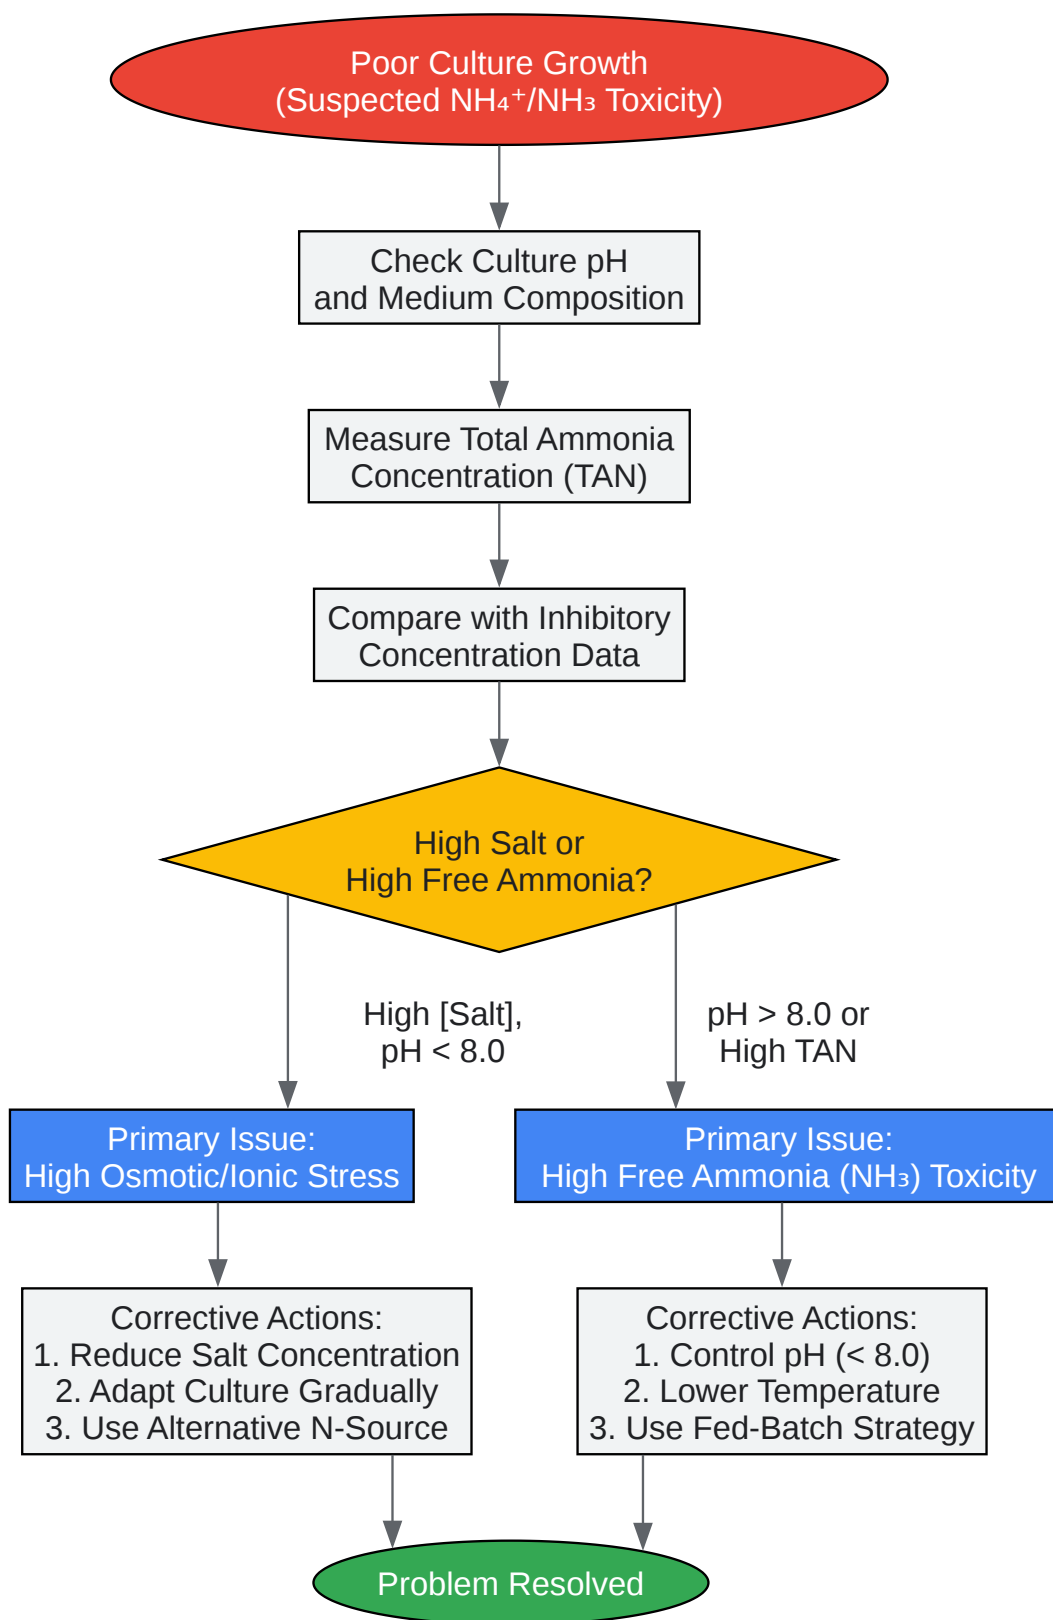 Poor Culture Growth
(Suspected NH₄⁺/NH₃ Toxicity)
Check Culture pH
and Medium Composition
Measure Total Ammonia
Concentration (TAN)
Compare with Inhibitory
Concentration Data
High Salt or
High Free Ammonia?
High [Salt],
pH < 8.0
pH > 8.0 or
High TAN
Primary Issue:
High Osmotic/Ionic Stress
Primary Issue:
High Free Ammonia (NH₃) Toxicity
Corrective Actions:
1. Reduce Salt Concentration
2. Adapt Culture Gradually
3. Use Alternative N-Source
Corrective Actions:
1. Control pH (< 8.0)
2. Lower Temperature
3. Use Fed-Batch Strategy
Problem Resolved